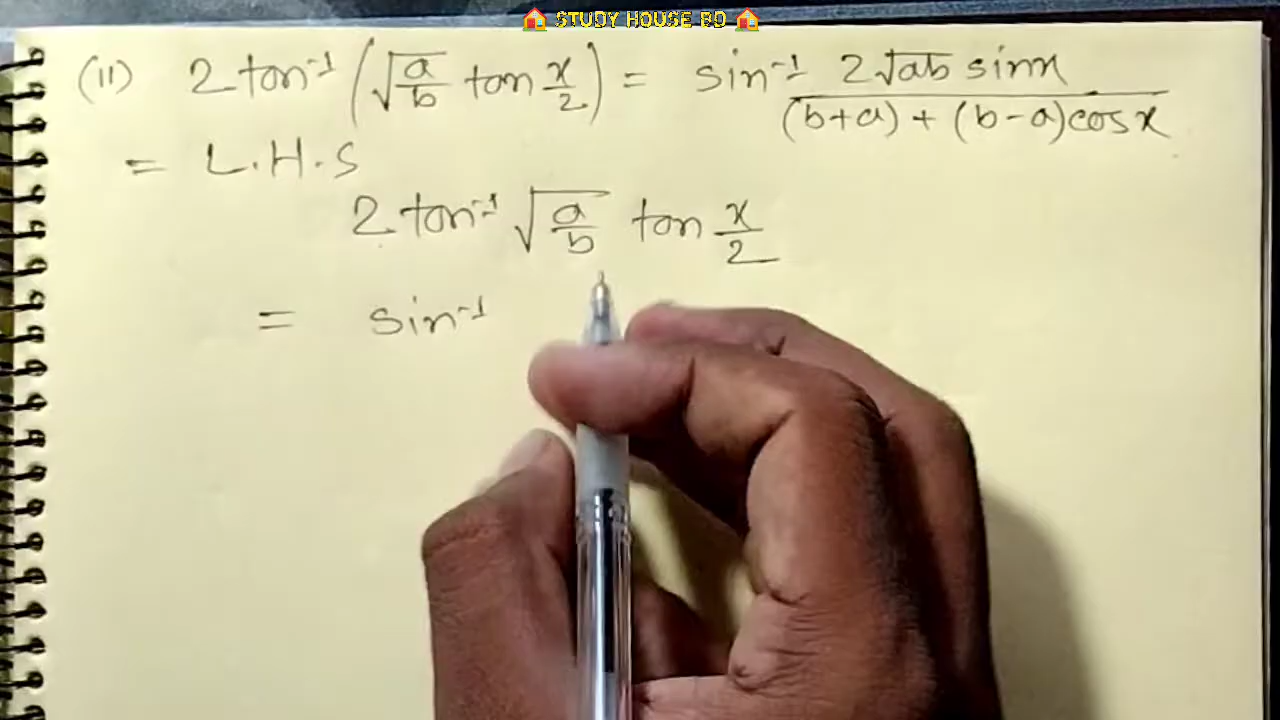 🏠 STUDY HOUSE BD 🏠
(11) 2 tan⁻¹ (√(a/b) tan x/2) = sin⁻¹ 2√ab sinx / (b+a) + (b-a)cosx
= L.H.S
2 tan⁻¹ √(a/b) tan x/2
= sin⁻¹